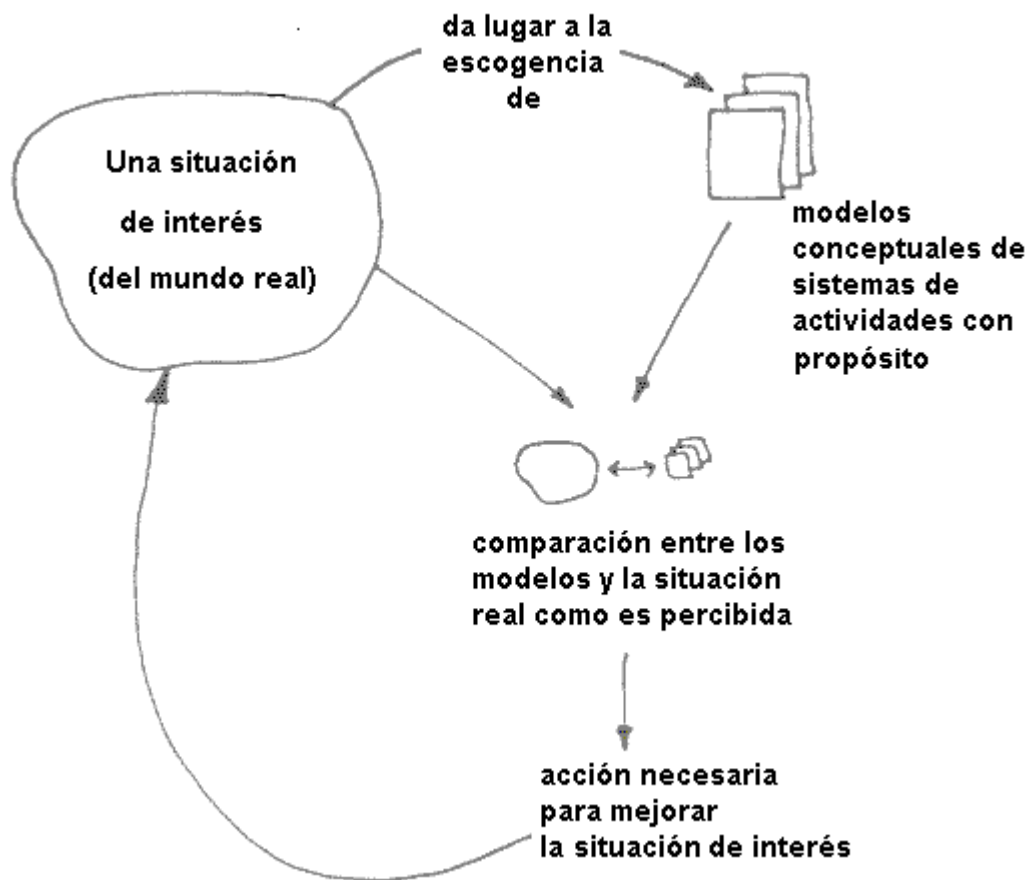 da lugar a la
escogencia
de
Una situación
de interés
(del mundo real)
modelos
conceptuales de
sistemas de
actividades con
propósito
comparación entre los
modelos y la situación
real como es percibida
acción necesaria
para mejorar
la situación de interés